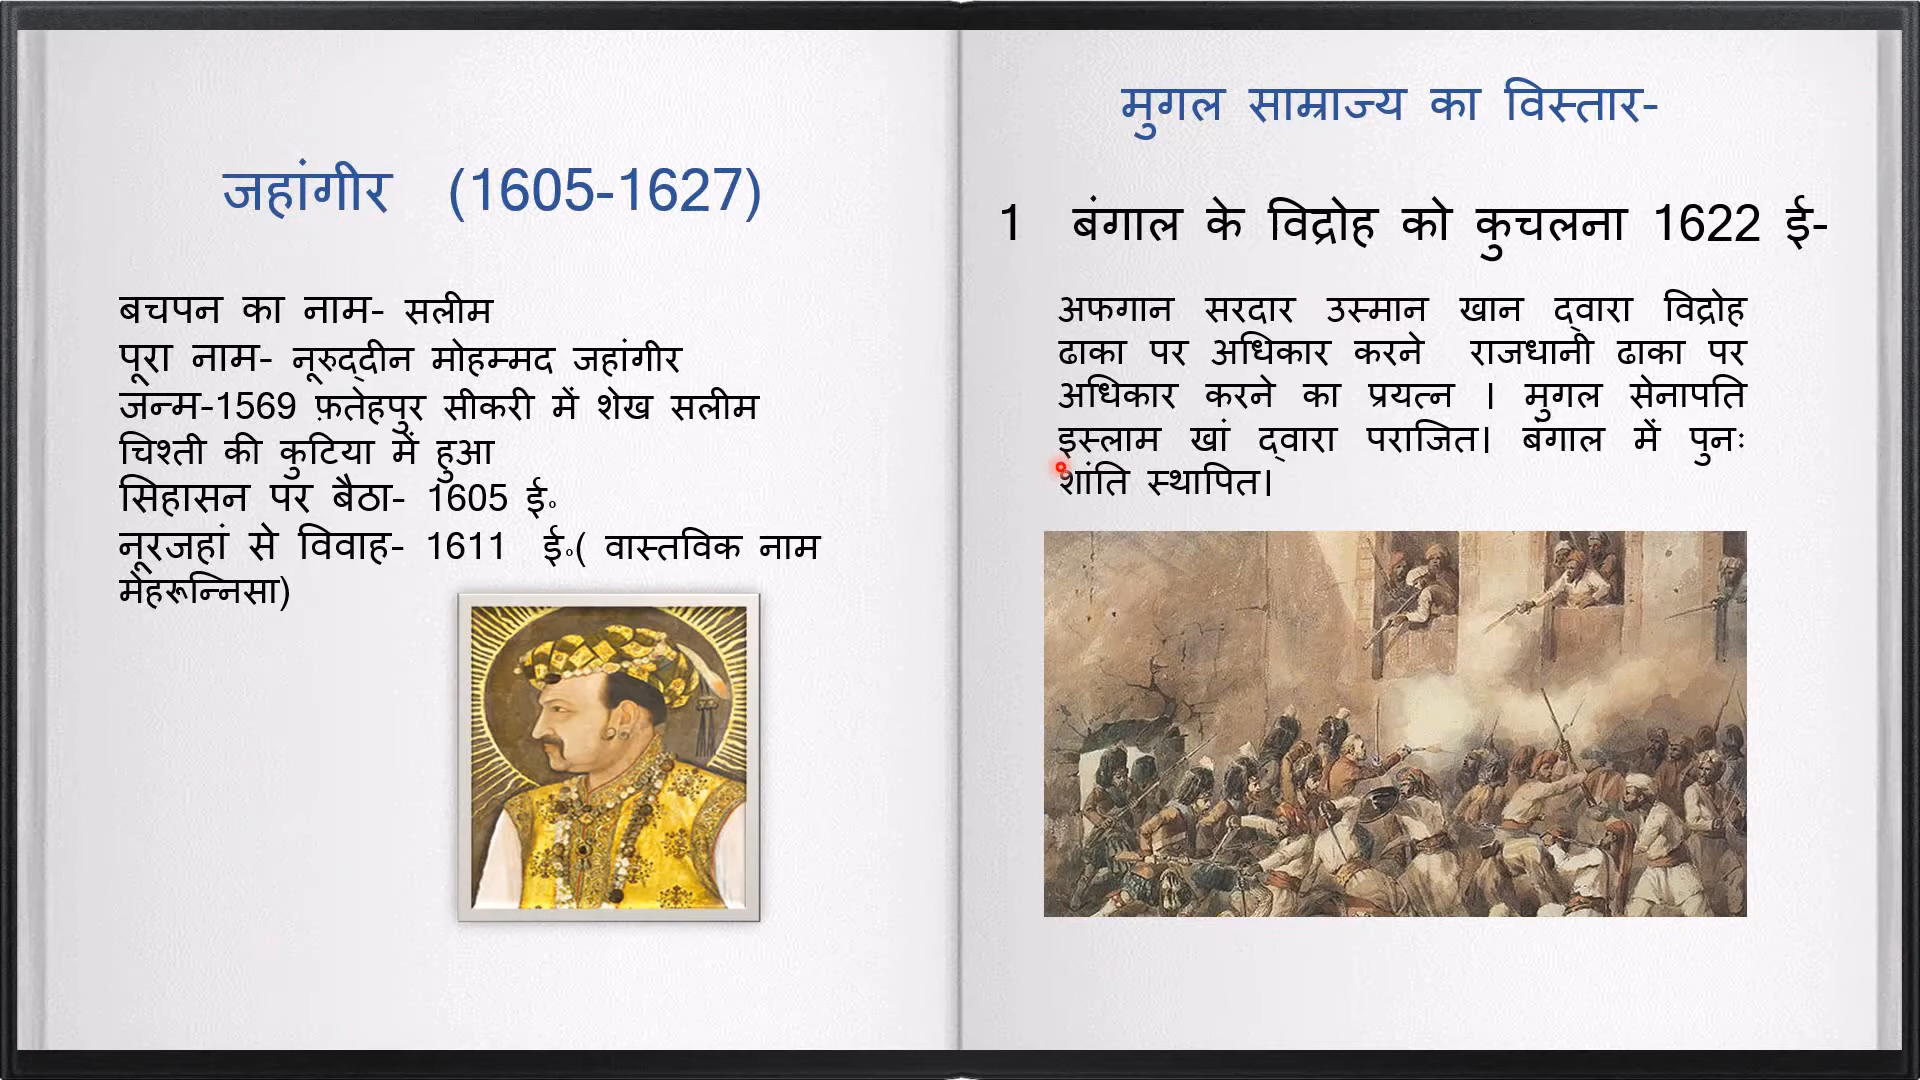 जहांगीर (1605-1627)
बचपन का नाम- सलीम
पूरा नाम- नूरुद्दीन मोहम्मद जहांगीर
जन्म-1569 फ़तेहपुर सीकरी में शेख सलीम
चिश्ती की कुटिया में हुआ
सिहासन पर बैठा- 1605 ई॰
नूरजहां से विवाह- 1611 ई॰( वास्तविक नाम
मेहरून्निसा)
मुगल साम्राज्य का विस्तार-
1 बंगाल के विद्रोह को कुचलना 1622 ई-
अफगान सरदार उस्मान खान द्वारा विद्रोह
ढाका पर अधिकार करने राजधानी ढाका पर
अधिकार करने का प्रयत्न । मुगल सेनापति
इस्लाम खां द्वारा पराजित। बंगाल में पुनः
शांति स्थापित।